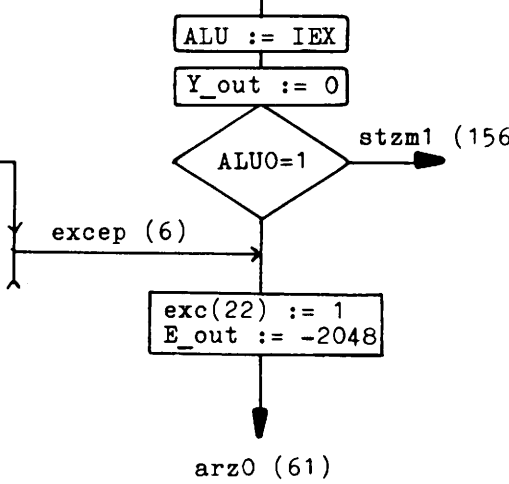 ALU := IEX
Y_out := 0
stzm1 (156
ALU0=1
excep (6)
exc(22) := 1
E_out := -2048
arz0 (61)